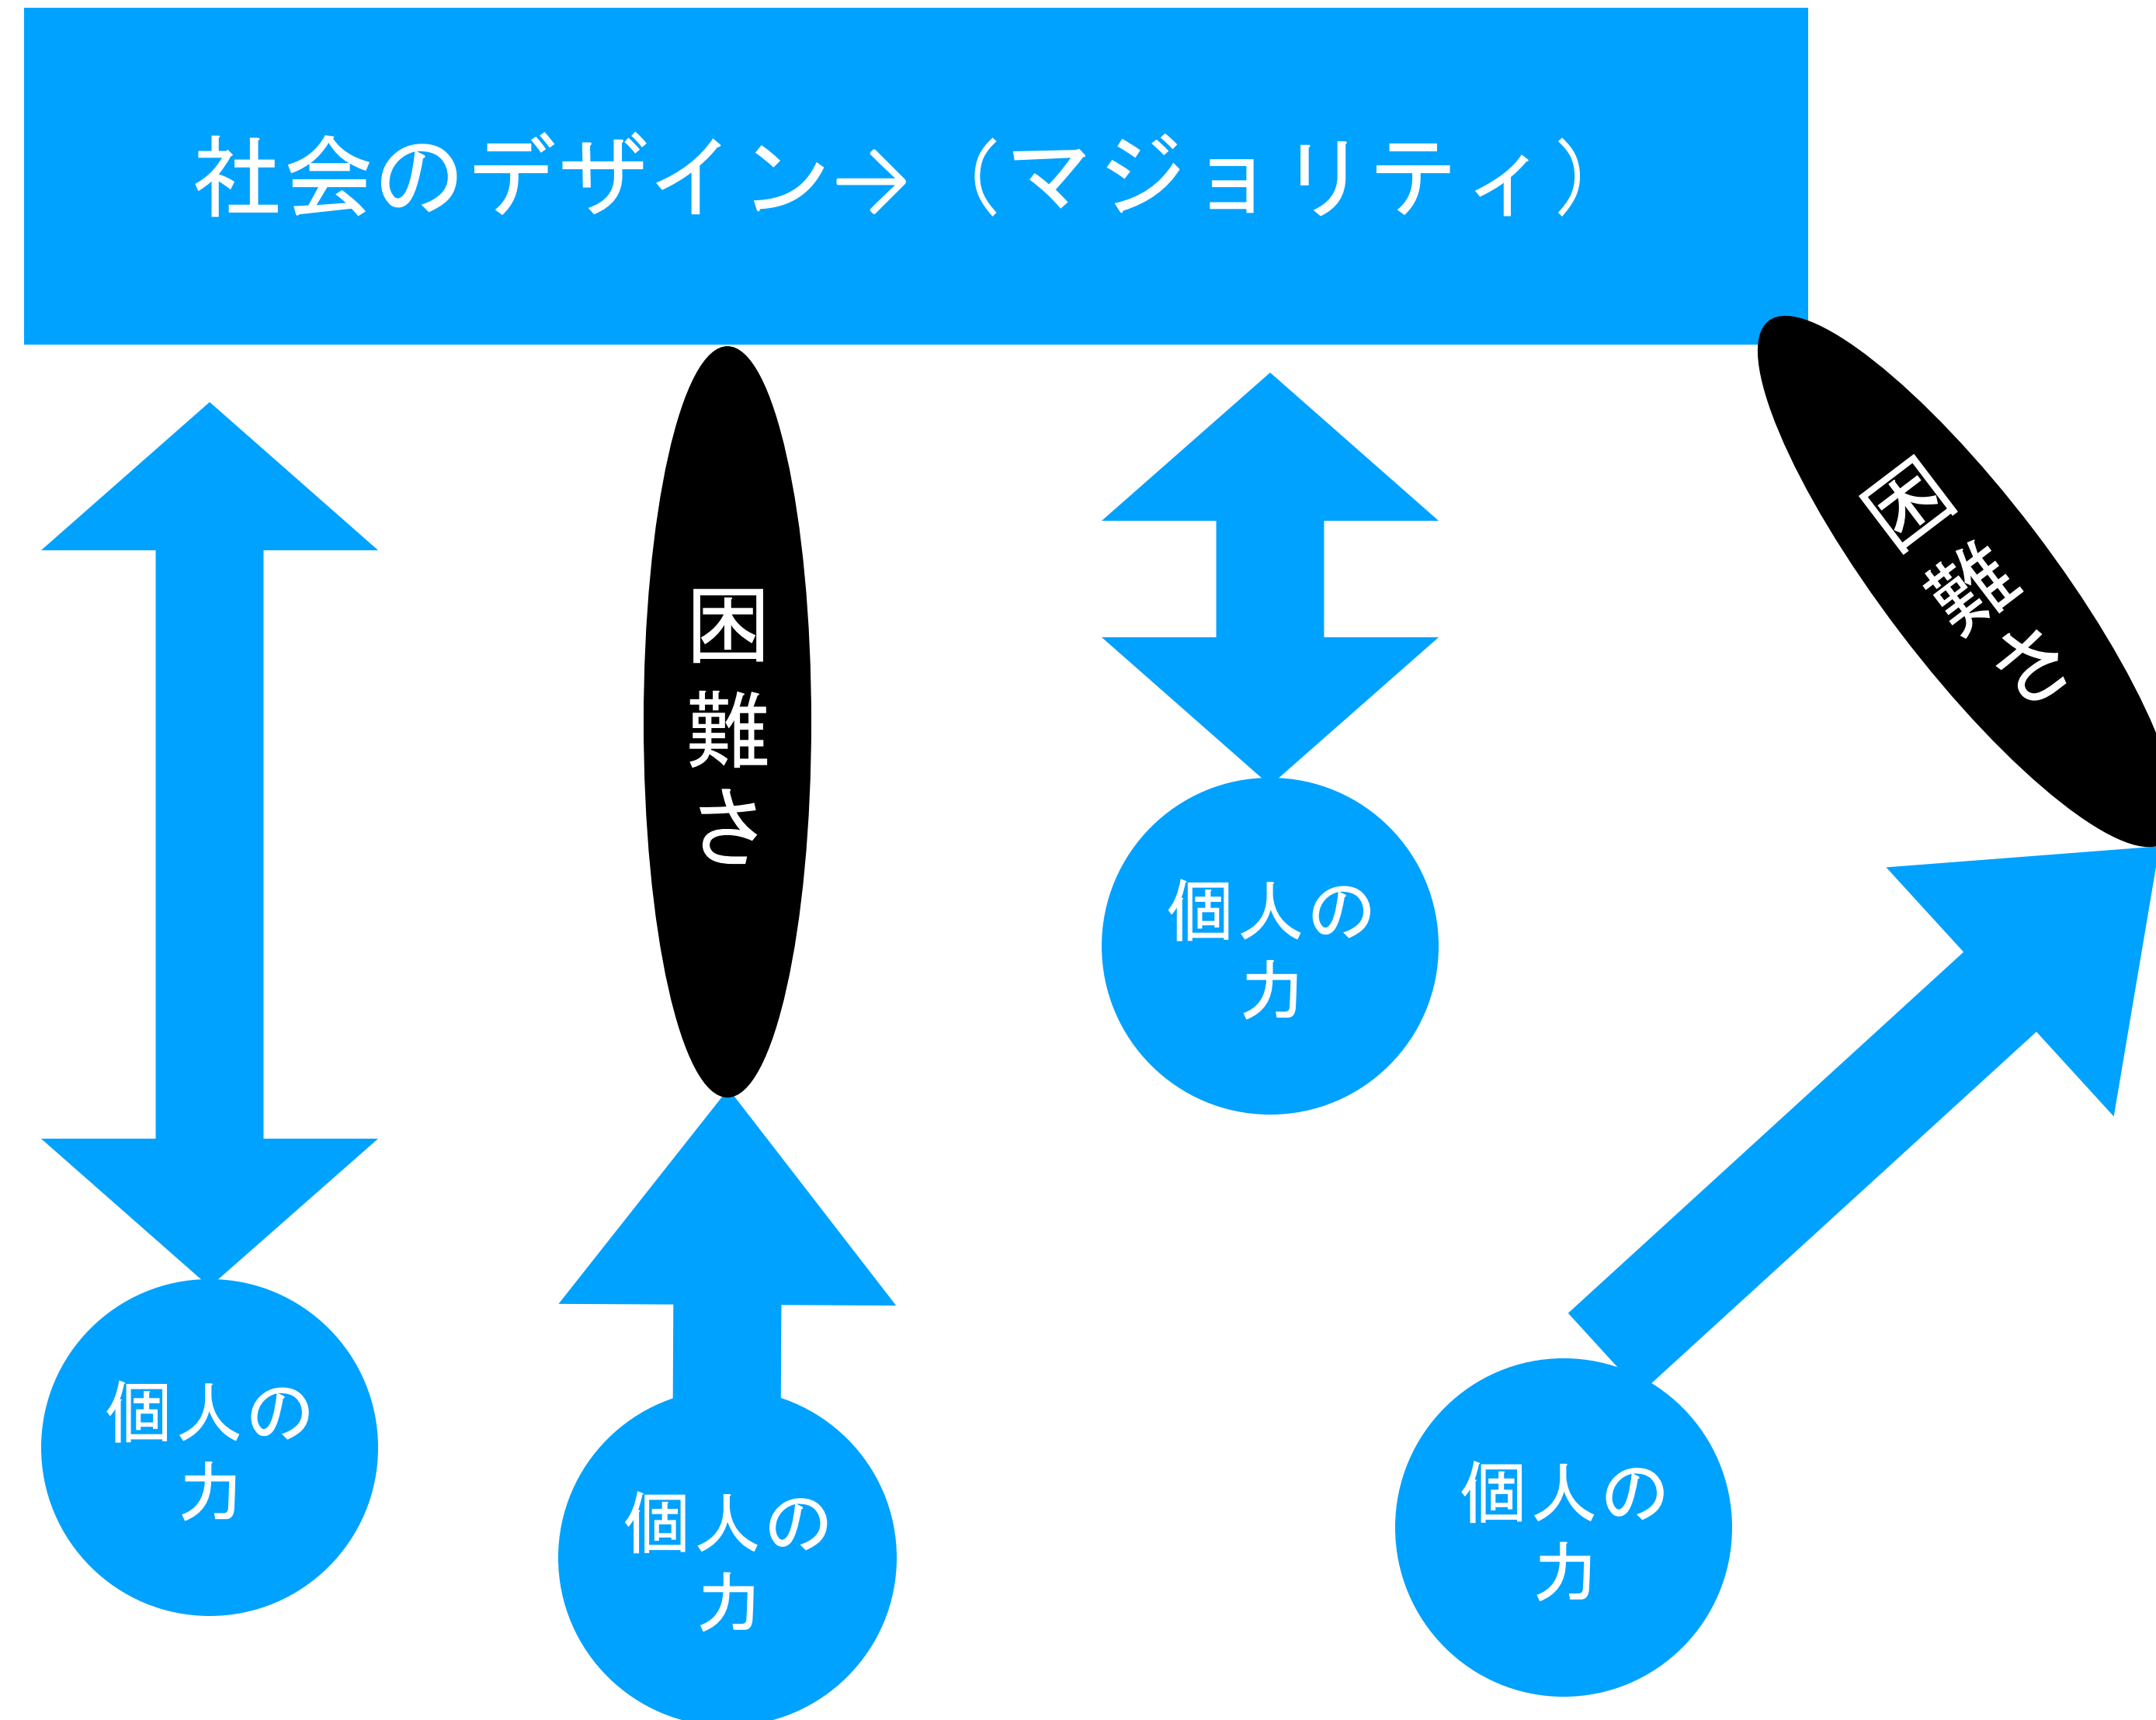 社会のデザイン→（マジョリティ）
困難さ
困難さ
個人の
力
個人の
力
個人の
力
個人の
力